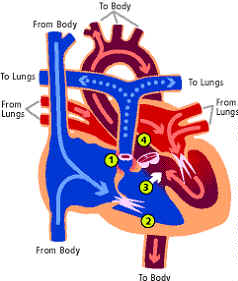 To Body
From Body
To Lungs
To Lungs
From
Lungs
From
Lungs
4
1
3
2
From Body
To Body